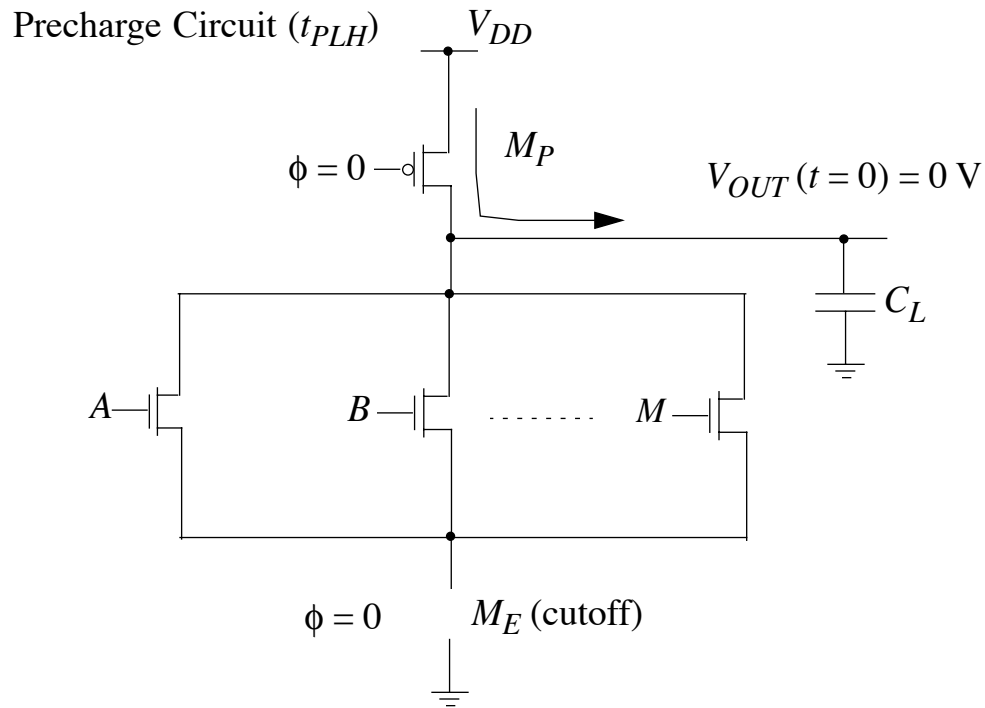 Precharge Circuit (t_PLH)
V_DD
ϕ = 0
M_P
V_OUT (t = 0) = 0 V
C_L
A
B
M
ϕ = 0
M_E (cutoff)